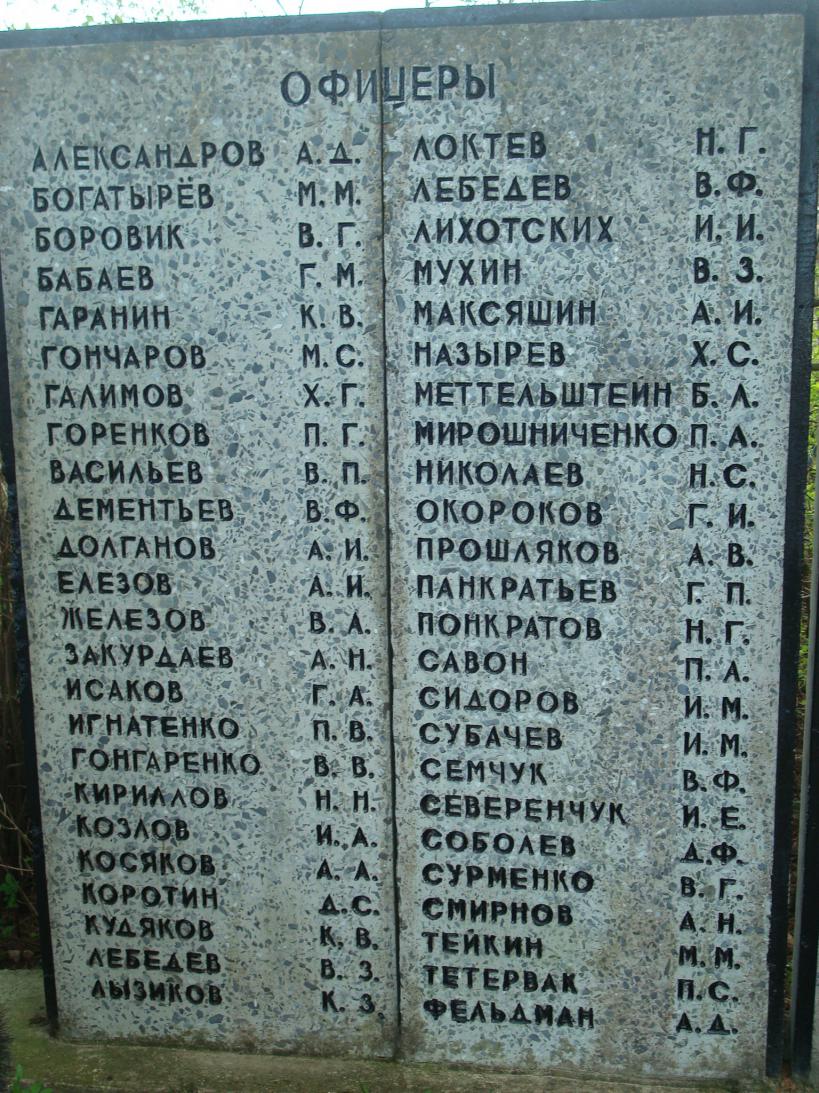 ОФИЦЕРЫ
АЛЕКСАНДРОВ А. Д.
БОГАТЫРЁВ М. М.
БОРОВИК В. Г.
БАБАЕВ Г. М.
ГАРАНИН К. В.
ГОНЧАРОВ М. С.
ГАЛИМОВ Х. Г.
ГОРЕНКОВ П. Г.
ВАСИЛЬЕВ В. П.
ДЕМЕНТЬЕВ В. Ф.
ДОЛГАНОВ А. И.
ЕЛЕЗОВ А. И.
ЖЕЛЕЗОВ В. А.
ЗАКУРДАЕВ А. Н.
ИСАКОВ Г. А.
ИГНАТЕНКО П. В.
ГОНГАРЕНКО В. В.
КИРИЛЛОВ Н. Н.
КОЗЛОВ И. А.
КОСЯКОВ А. А.
КОРОТИН Д. С.
КУДЯКОВ К. В.
ЛЕБЕДЕВ В. З.
ЛЫЗИКОВ К. З.
ЛОКТЕВ Н. Г.
ЛЕБЕДЕВ В. Ф.
ЛИХОТСКИХ И. И.
МУХИН В. З.
МАКСЯШИН А. И.
НАЗЫРЕВ Х. С.
МЕТТЕЛЬШТЕИН Б. Л.
МИРОШНИЧЕНКО П. А.
НИКОЛАЕВ Н. С.
ОКОРОКОВ Г. И.
ПРОШЛЯКОВ А. В.
ПАНКРАТЬЕВ Г. П.
ПОНКРАТОВ Н. Г.
САВОН П. А.
СИДОРОВ И. М.
СУБАЧЕВ И. М.
СЕМЧУК В. Ф.
СЕВЕРЕНЧУК И. Е.
СОБОЛЕВ Д. Ф.
СУРМЕНКО В. Г.
СМИРНОВ А. Н.
ТЕЙКИН М. М.
ТЕТЕРВАК П. С.
ФЕЛЬДМАН А. Д.